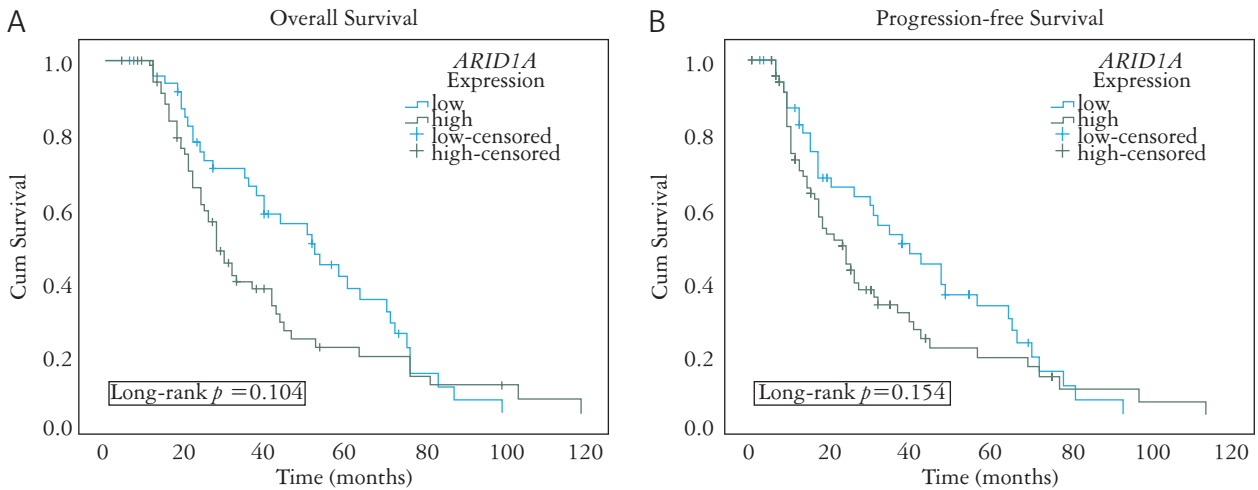 A
Overall Survival
Cum Survival
1.0
0.8
0.6
0.4
0.2
0.0
ARID1A
Expression
low
high
low-censored
high-censored
Long-rank p =0.104
0 20 40 60 80 100 120
Time (months)
B
Progression-free Survival
Cum Survival
1.0
0.8
0.6
0.4
0.2
0.0
ARID1A
Expression
low
high
low-censored
high-censored
Long-rank p=0.154
0 20 40 60 80 100 120
Time (months)